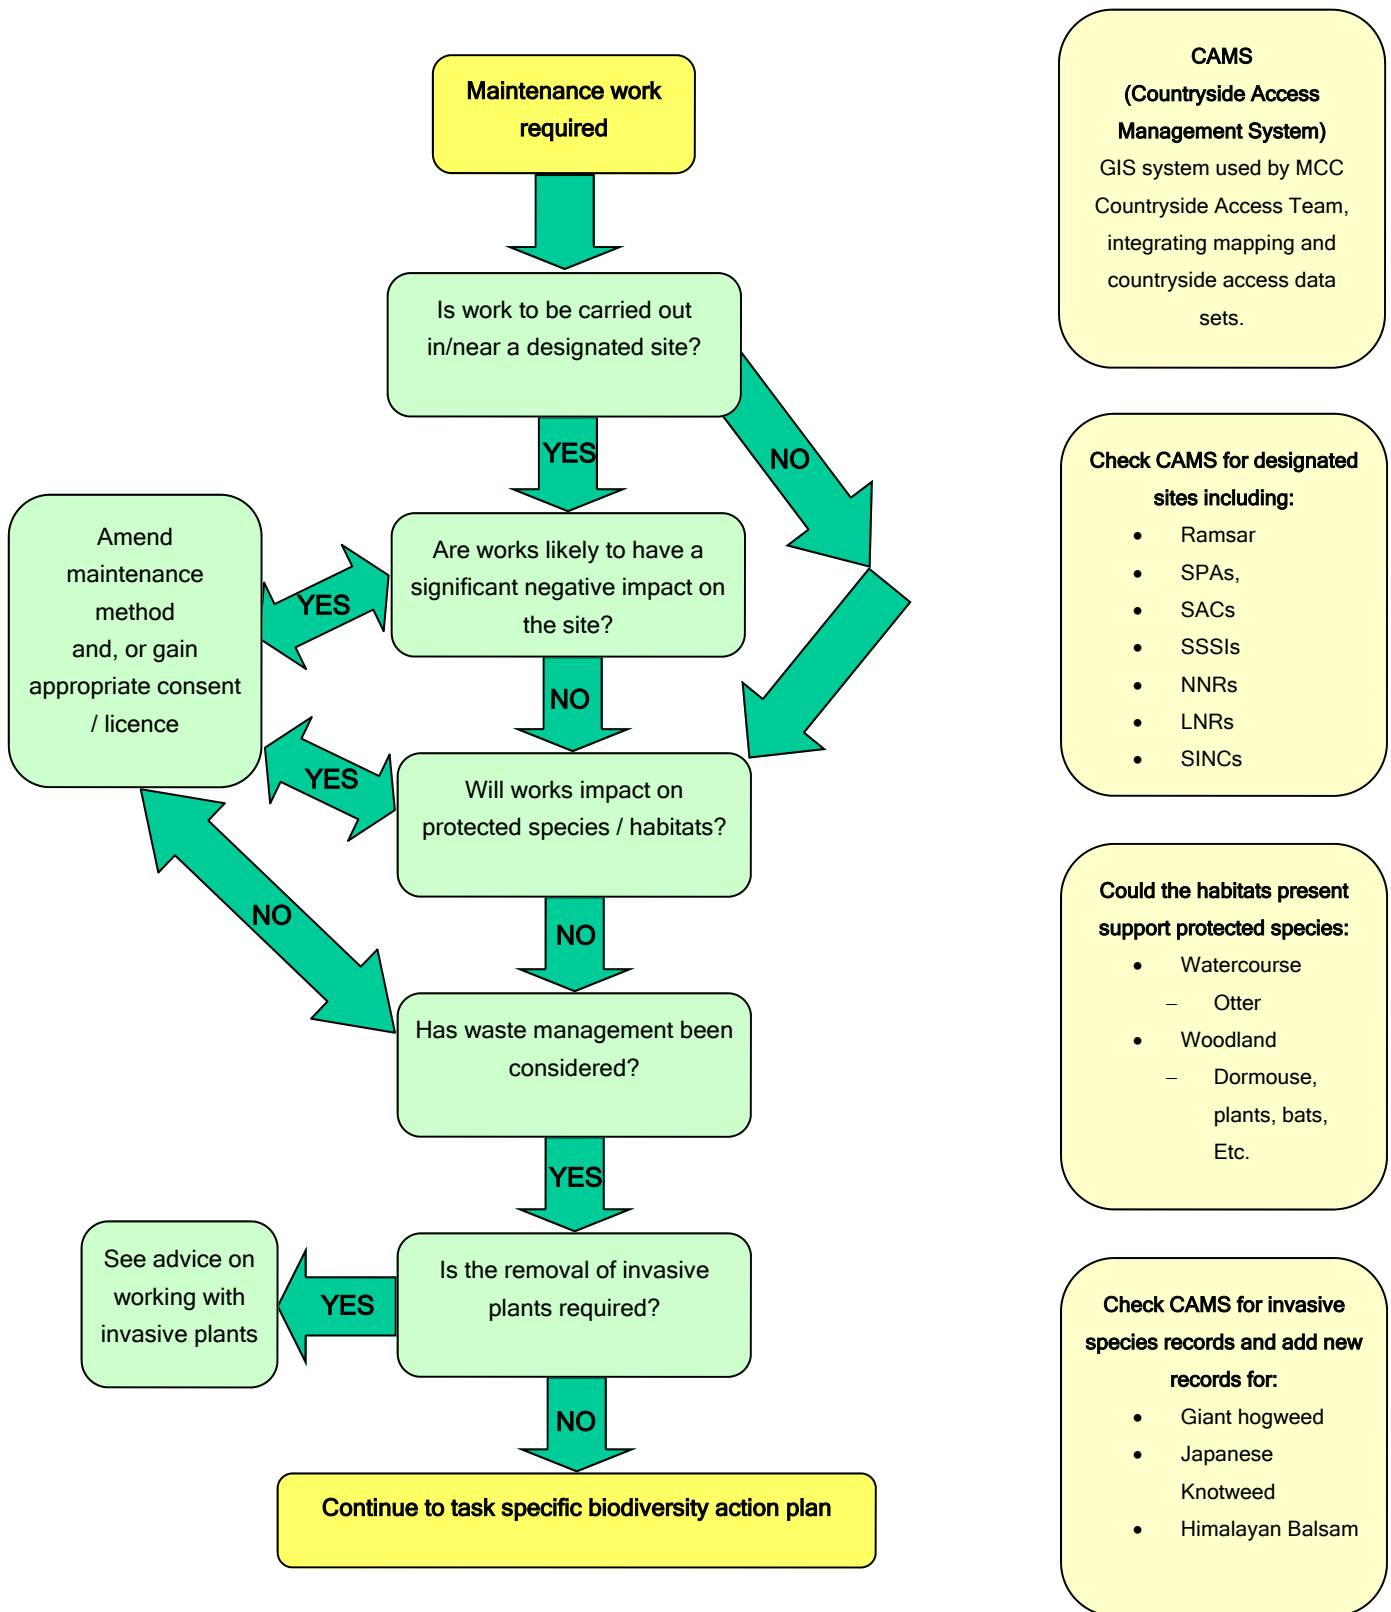 Maintenance work
required
Is work to be carried out
in/near a designated site?
YES
NO
Amend
maintenance
method
and, or gain
appropriate consent
/ licence
YES
Are works likely to have a
significant negative impact on
the site?
NO
YES
Will works impact on
protected species / habitats?
NO
NO
Has waste management been
considered?
YES
See advice on
working with
invasive plants
YES
Is the removal of invasive
plants required?
NO
Continue to task specific biodiversity action plan
CAMS
(Countryside Access
Management System)
GIS system used by MCC
Countryside Access Team,
integrating mapping and
countryside access data
sets.
Check CAMS for designated
sites including:
• Ramsar
• SPAs,
• SACs
• SSSIs
• NNRs
• LNRs
• SINCs
Could the habitats present
support protected species:
• Watercourse
– Otter
• Woodland
– Dormouse,
plants, bats,
Etc.
Check CAMS for invasive
species records and add new
records for:
• Giant hogweed
• Japanese
Knotweed
• Himalayan Balsam